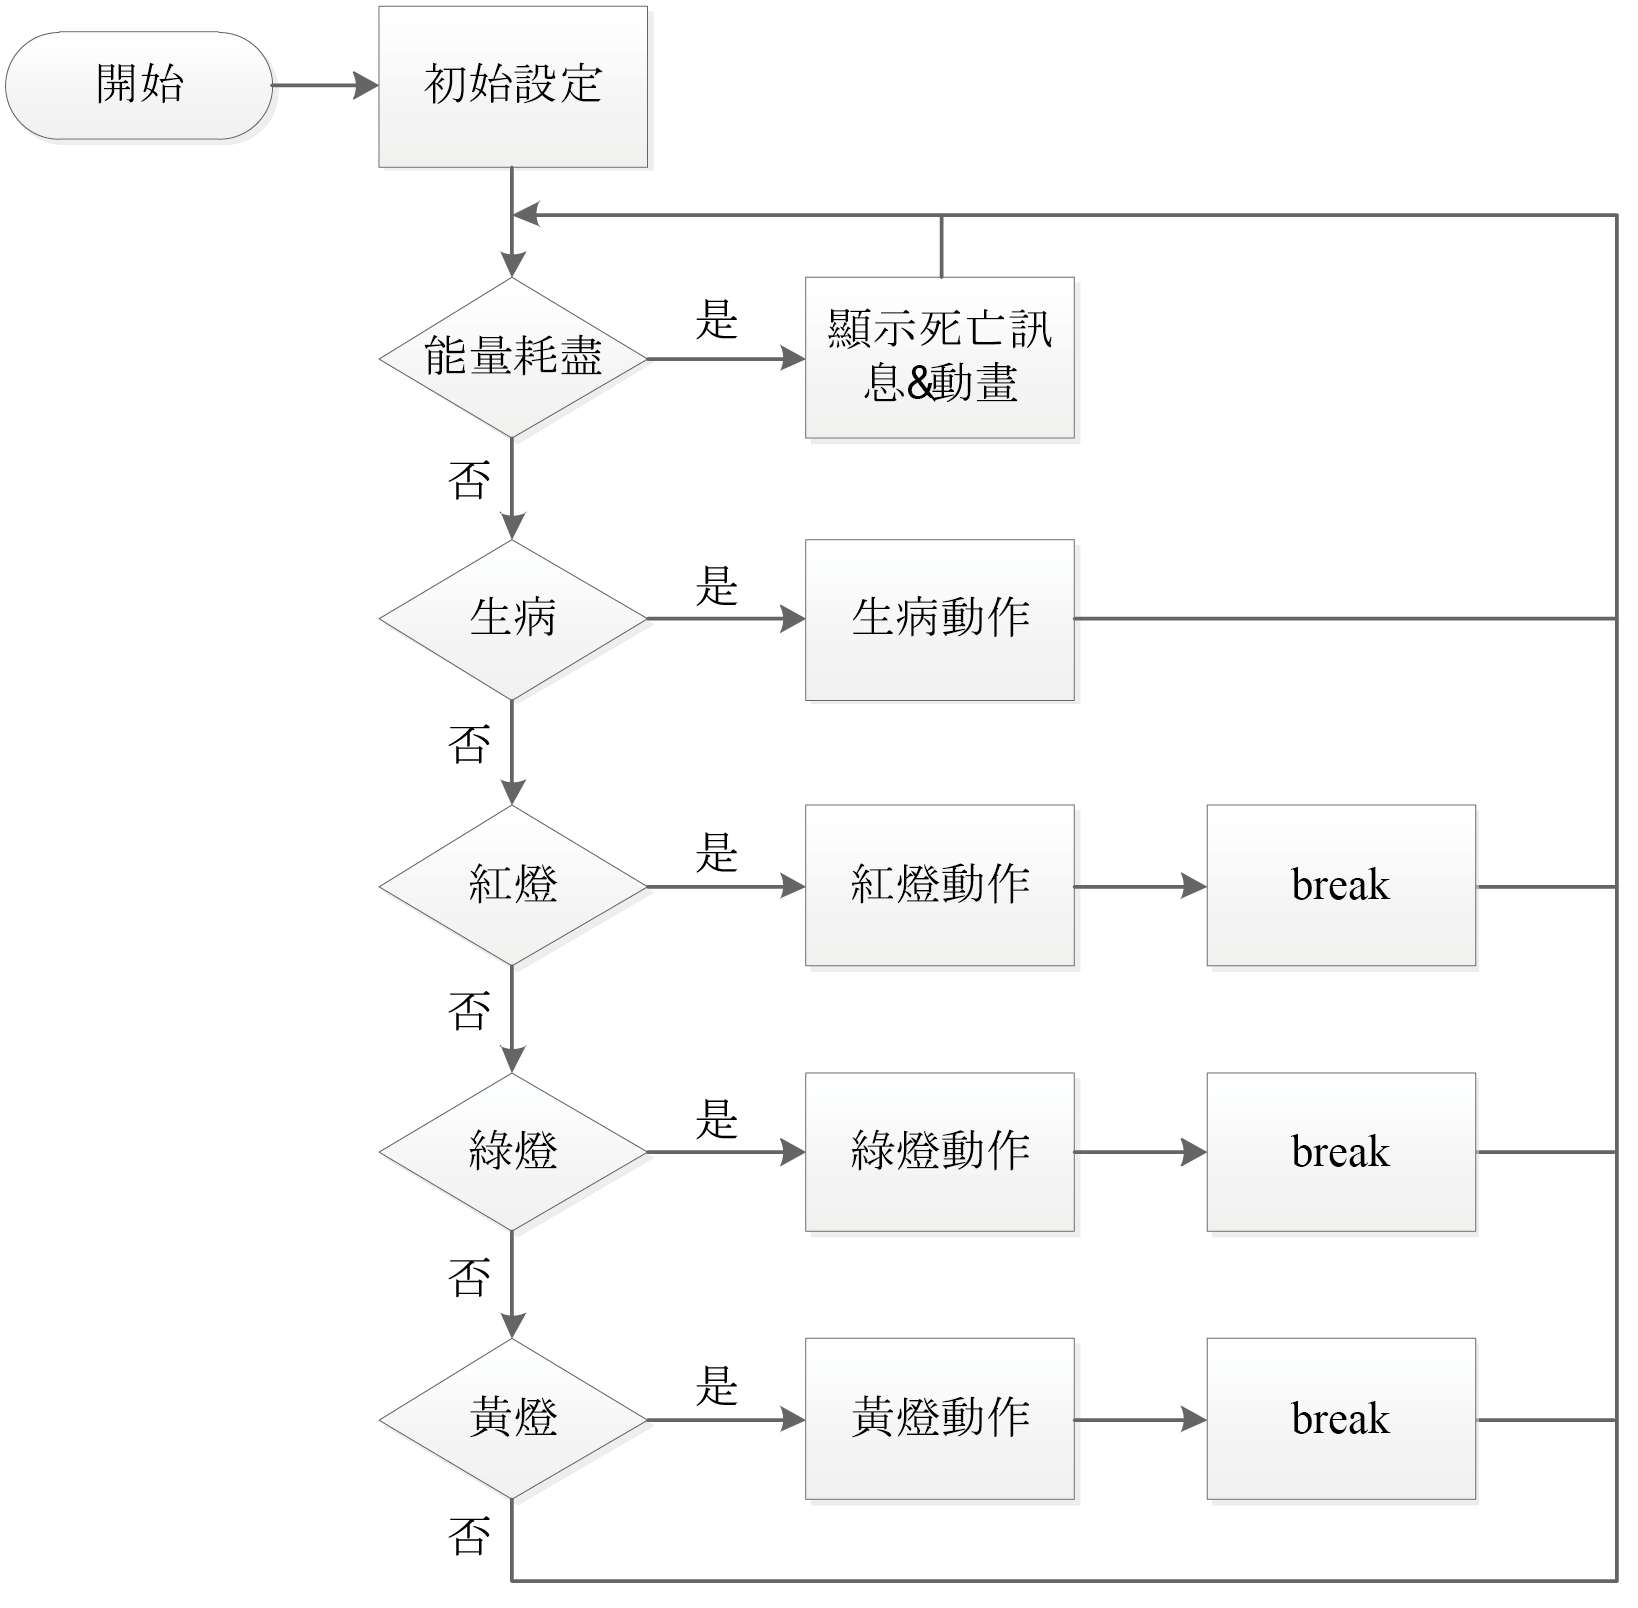 開始
初始設定
能量耗盡
是
顯示死亡訊
息&動畫
否
生病
是
生病動作
否
紅燈
是
紅燈動作
break
否
綠燈
是
綠燈動作
break
否
黃燈
是
黃燈動作
break
否